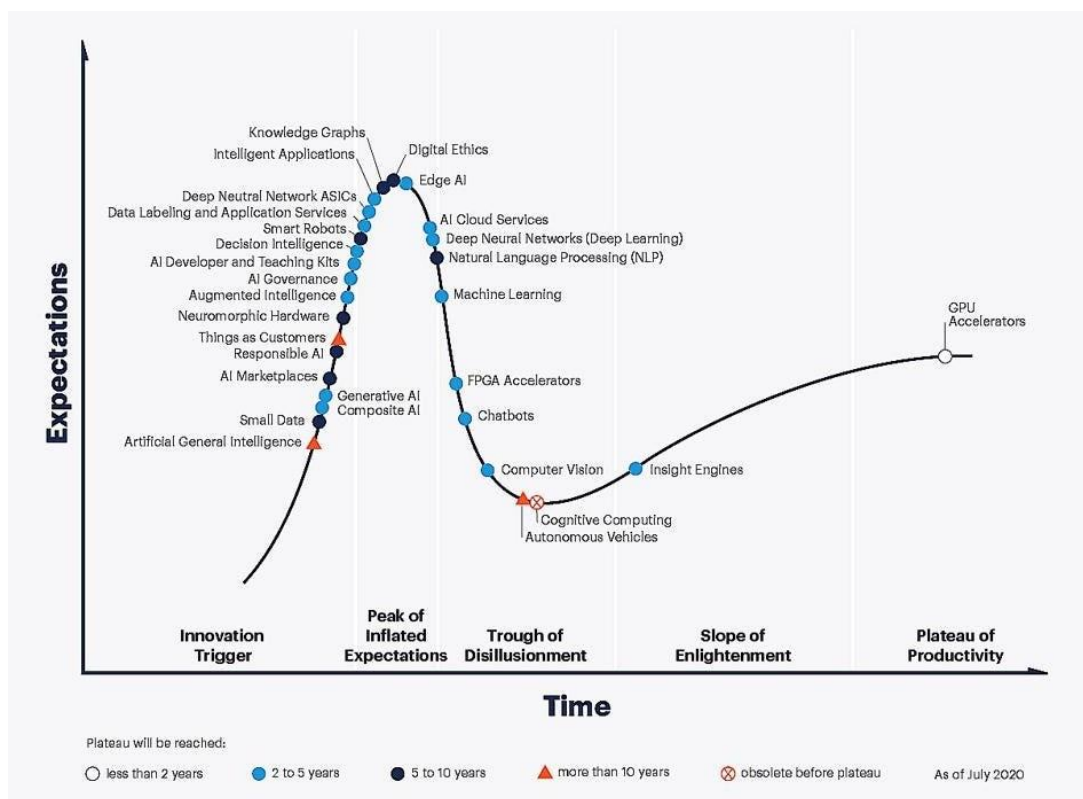 Knowledge Graphs
Digital Ethics
Intelligent Applications
Edge AI
Deep Neutral Network ASICs
Data Labeling and Application Services
AI Cloud Services
Smart Robots
Deep Neural Networks (Deep Learning)
Decision Intelligence
Natural Language Processing (NLP)
AI Developer and Teaching Kits
AI Governance
Augmented Intelligence
Machine Learning
Neuromorphic Hardware
GPU
Accelerators
Things as Customers
Responsible AI
AI Marketplaces
FPGA Accelerators
Generative AI
Composite AI
Chatbots
Small Data
Artificial General Intelligence
Computer Vision
Insight Engines
Cognitive Computing
Autonomous Vehicles
Expectations
Innovation
Trigger
Peak of
Inflated
Expectations
Trough of
Disillusionment
Slope of
Enlightenment
Plateau of
Productivity
Time
Plateau will be reached:
less than 2 years
2 to 5 years
5 to 10 years
more than 10 years
obsolete before plateau
As of July 2020